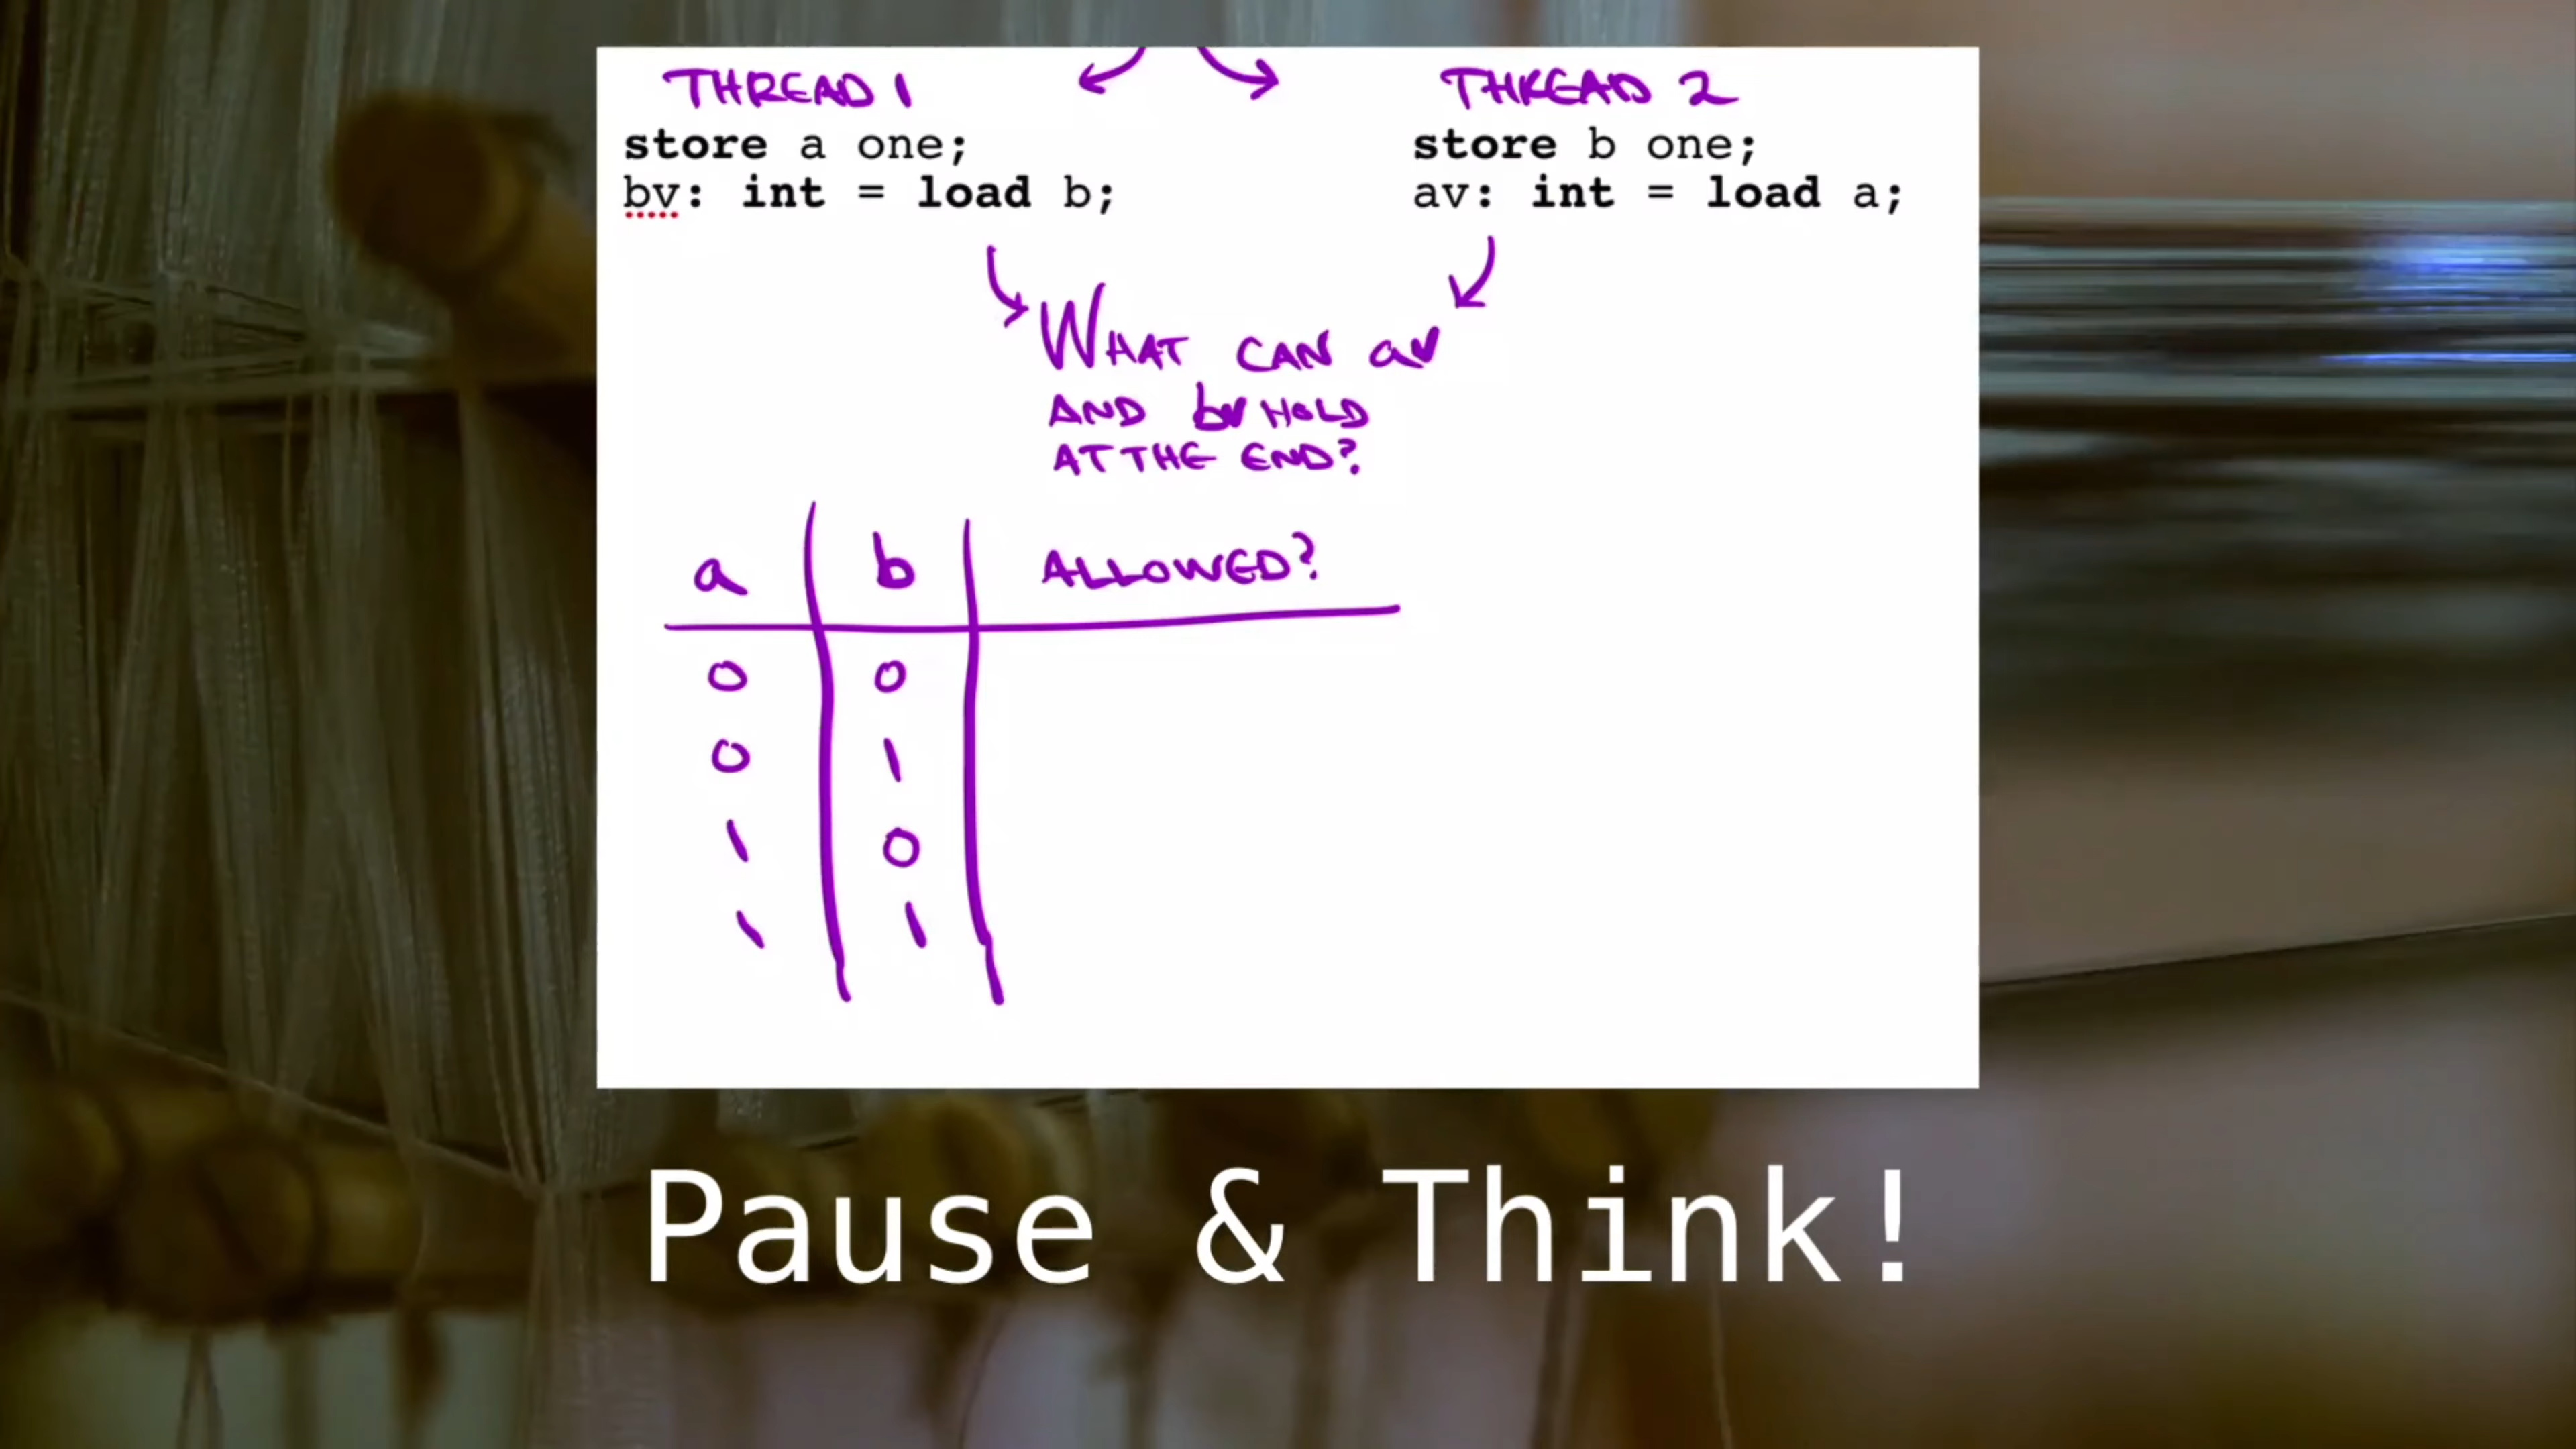 THREAD 1
THREAD 2
store a one;
bv: int = load b;
store b one;
av: int = load a;
WHAT CAN av
AND bv HOLD
AT THE END?
a b ALLOWED?
0 0
0 1
1 0
1 1
Pause & Think!